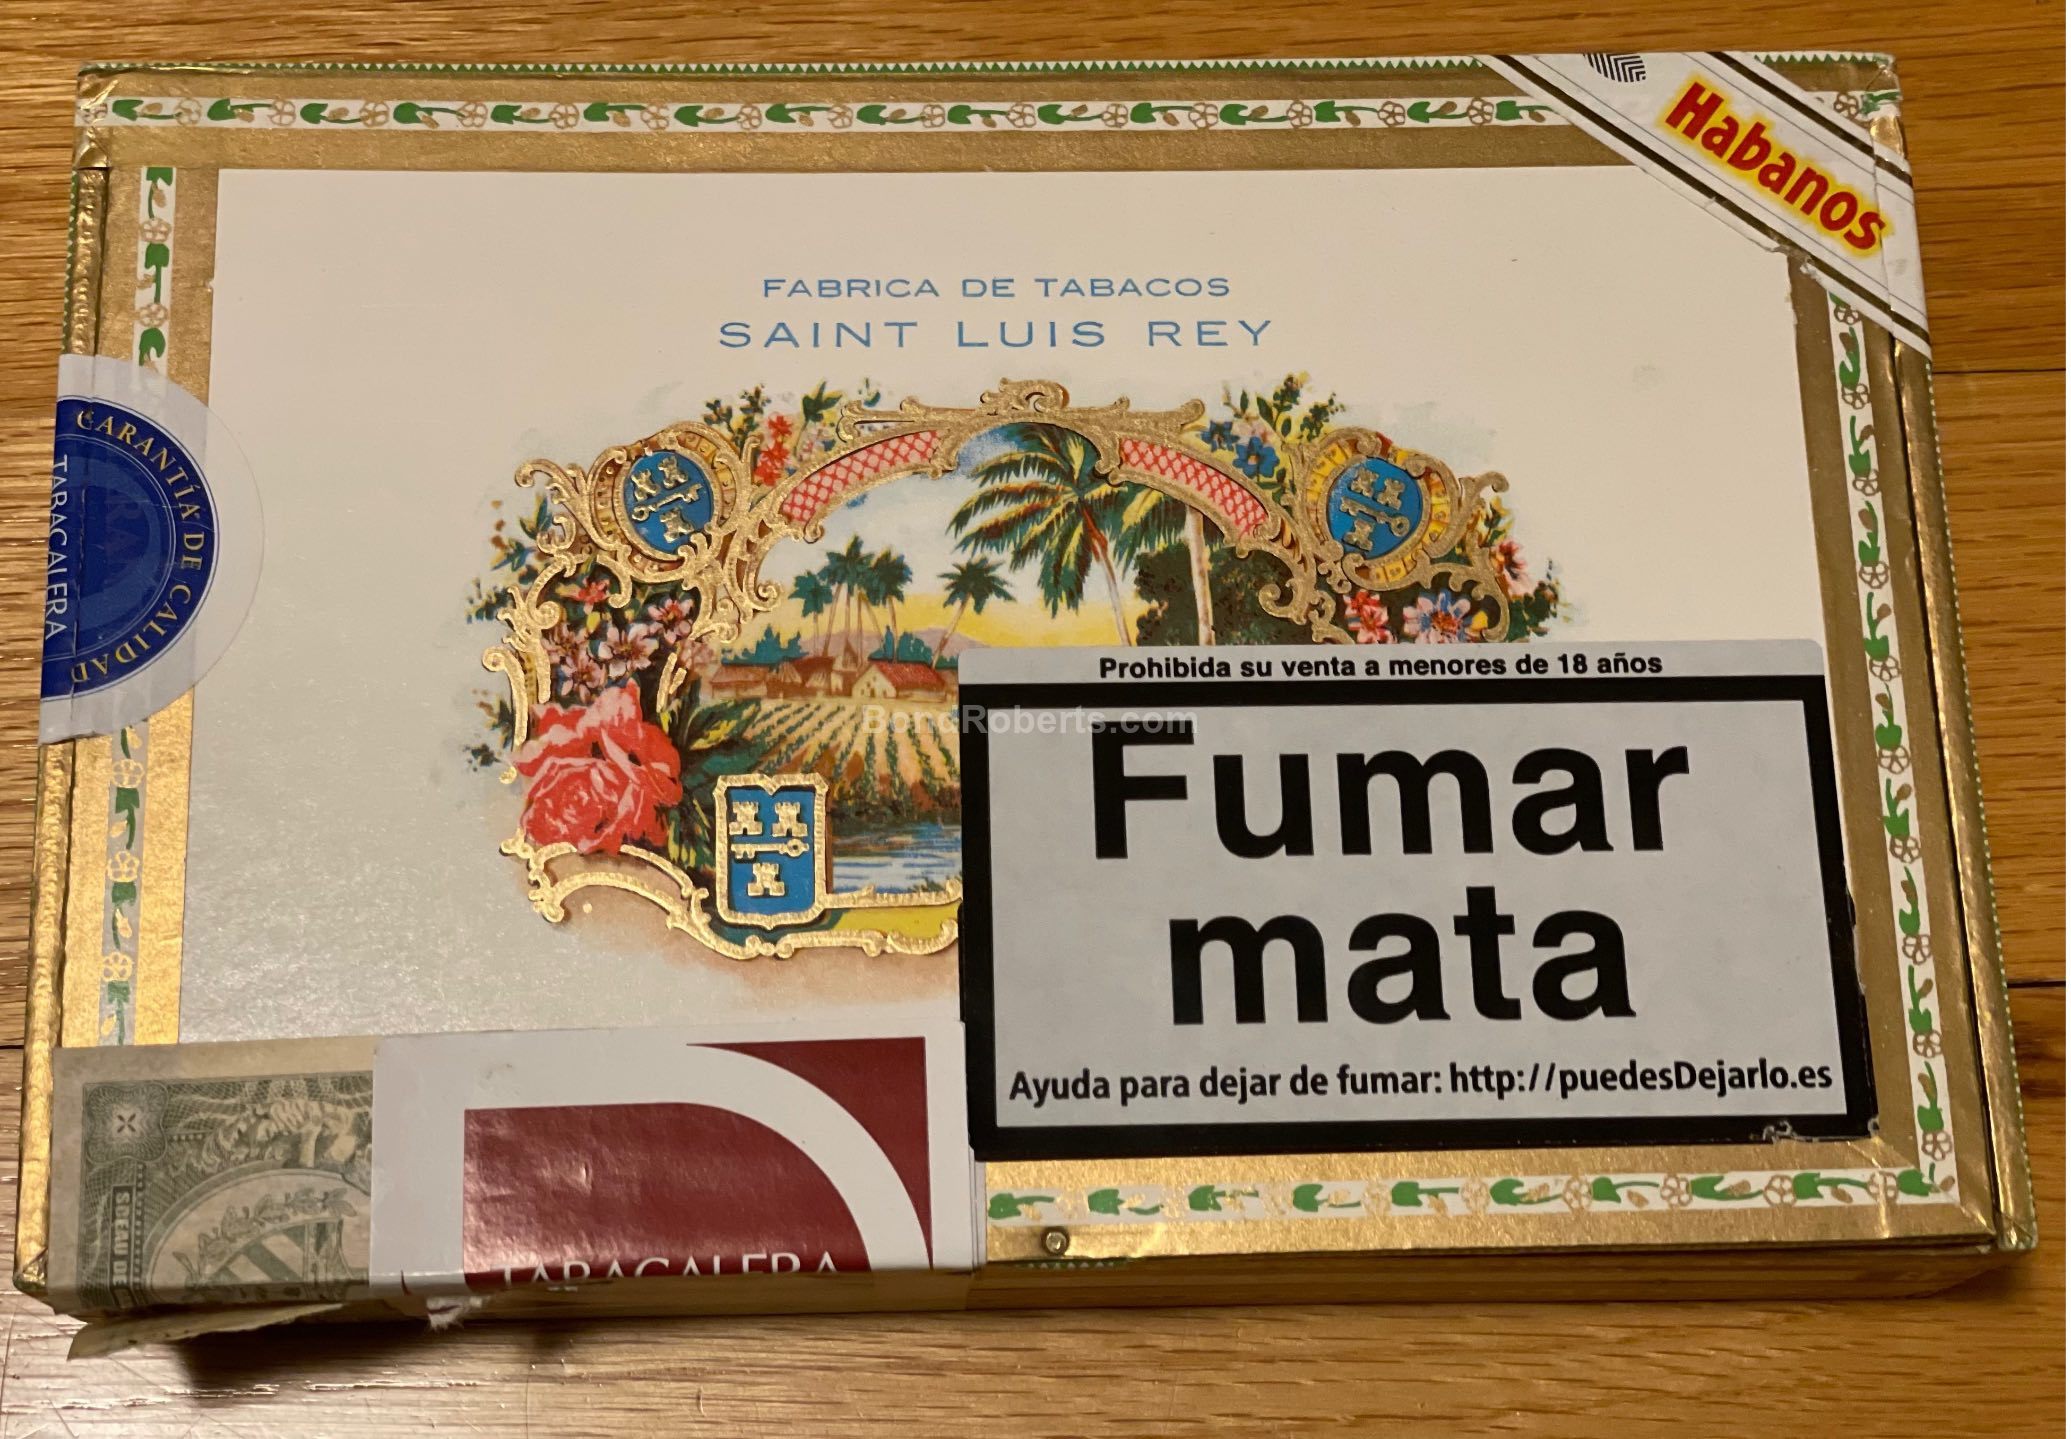 Habanos
FABRICA DE TABACOS
SAINT LUIS REY
GARANTÍA DE CALIDAD
TABACALERA
Prohibida su venta a menores de 18 años
BondRoberts.com
Fumar
mata
Ayuda para dejar de fumar: http://puedesDejarlo.es
TABACALERA